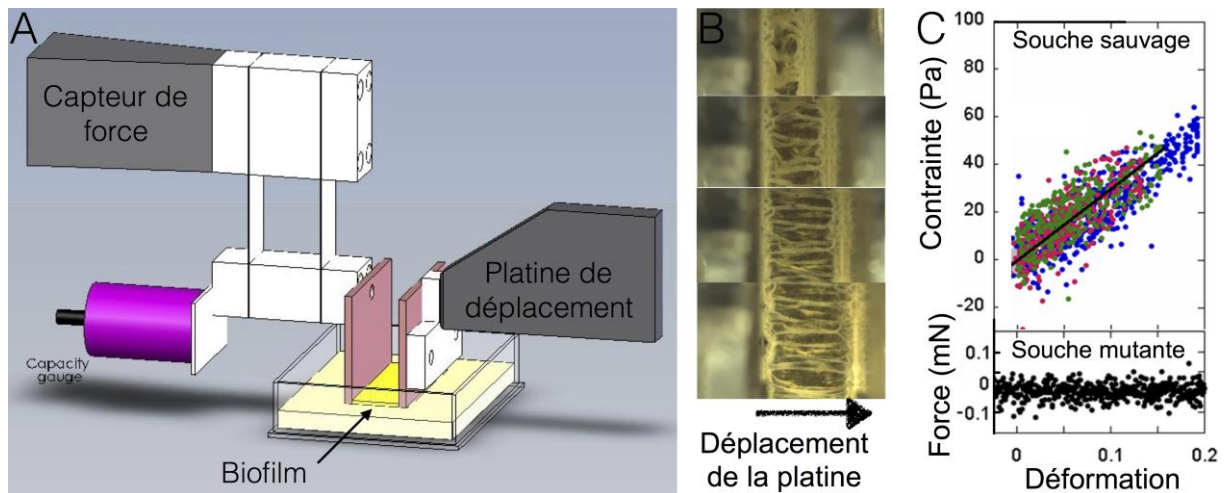 A
Capteur de
force
Platine de
déplacement
Capacity
gauge
Biofilm
B
Déplacement
de la platine
C
Souche sauvage
Contrainte (Pa)
100
80
60
40
20
0
-20
Souche mutante
Force (mN)
0.1
0
-0.1
0
0.1
0.2
Déformation